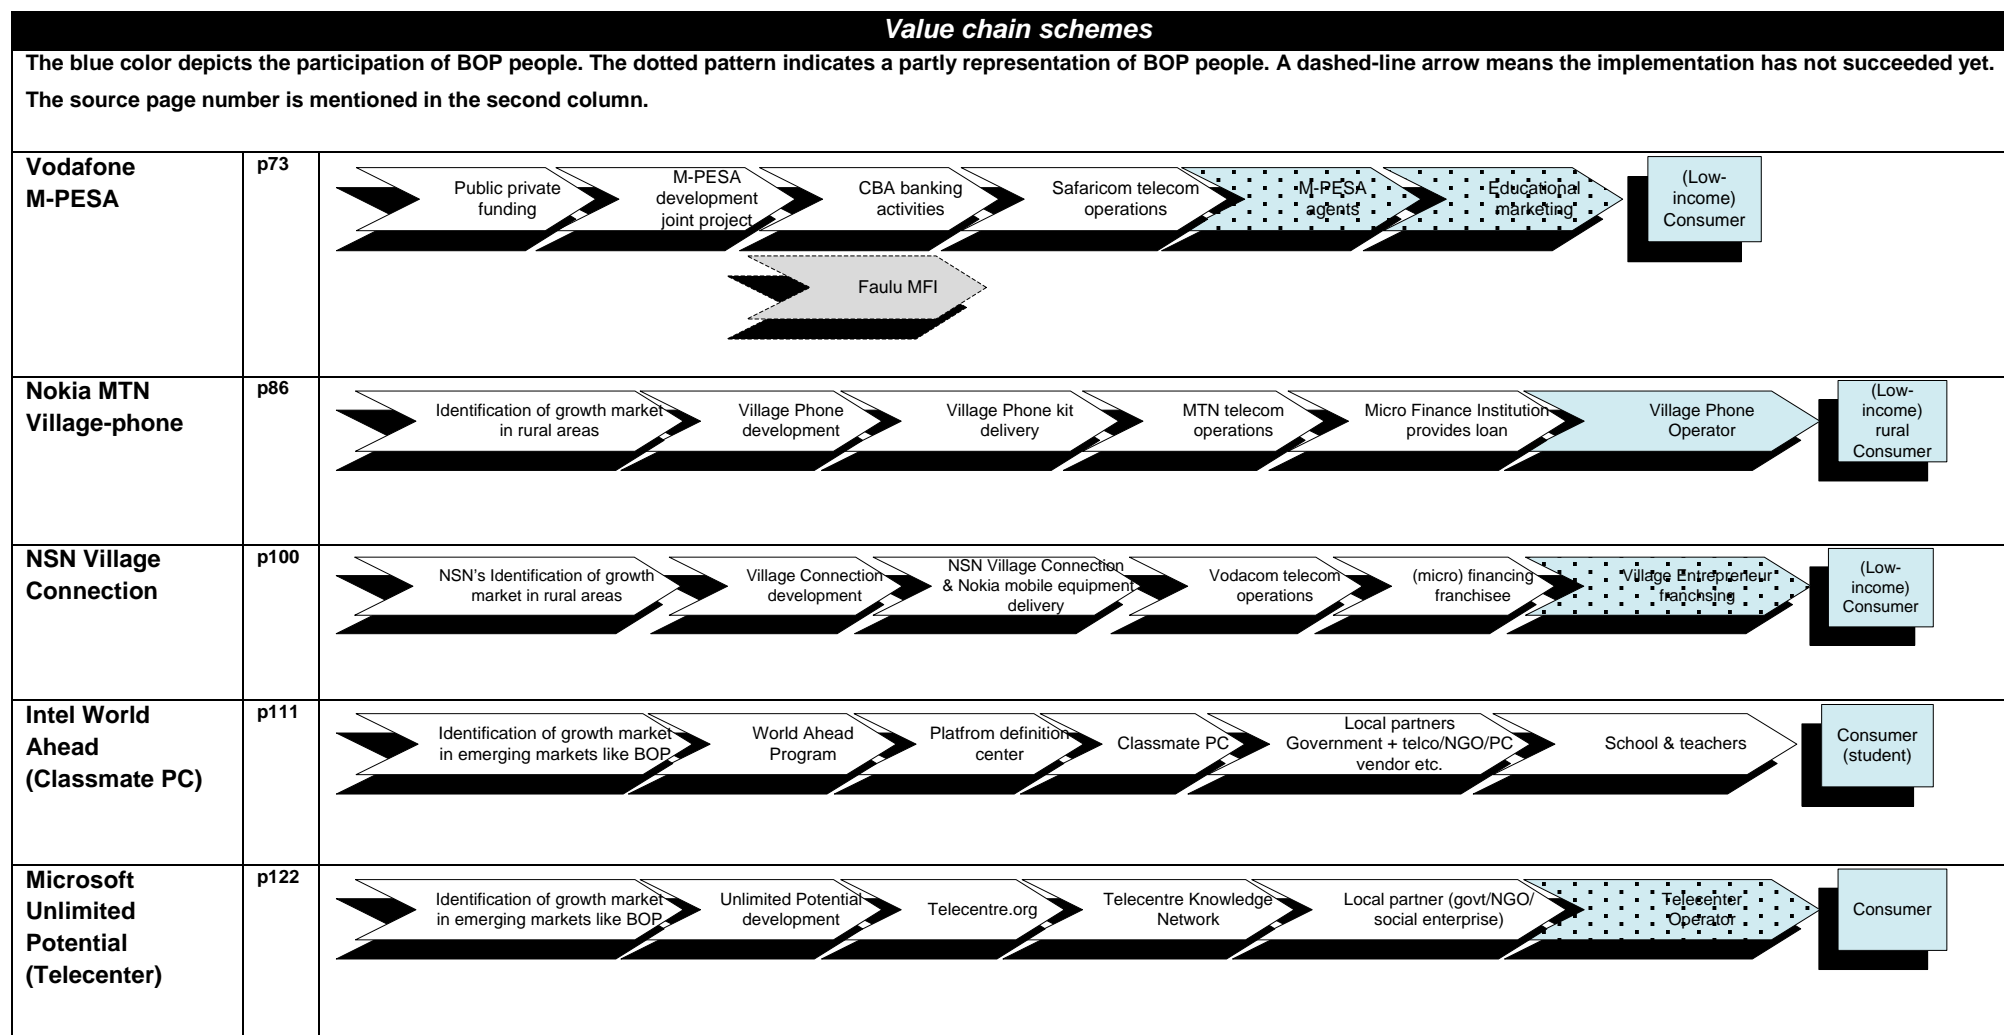 Value chain schemes
The blue color depicts the participation of BOP people. The dotted pattern indicates a partly representation of BOP people. A dashed-line arrow means the implementation has not succeeded yet.
The source page number is mentioned in the second column.
Vodafone
M-PESA
p73
Public private
funding
M-PESA
development
joint project
CBA banking
activities
Safaricom telecom
operations
M-PESA
agents
Educational
marketing
(Low-
income)
Consumer
Faulu MFI
Nokia MTN
Village-phone
p86
Identification of growth market
in rural areas
Village Phone
development
Village Phone kit
delivery
MTN telecom
operations
Micro Finance Institution
provides loan
Village Phone
Operator
(Low-
income)
rural
Consumer
NSN Village
Connection
p100
NSN's Identification of growth
market in rural areas
Village Connection
development
NSN Village Connection
& Nokia mobile equipment
delivery
Vodacom telecom
operations
(micro) financing
franchisee
Village Entrepreneur
franchsing
(Low-
income)
Consumer
Intel World
Ahead
(Classmate PC)
p111
Identification of growth market
in emerging markets like BOP
World Ahead
Program
Platfrom definition
center
Classmate PC
Local partners
Government + telco/NGO/PC
vendor etc.
School & teachers
Consumer
(student)
Microsoft
Unlimited
Potential
(Telecenter)
p122
Identification of growth market
in emerging markets like BOP
Unlimited Potential
development
Telecentre.org
Telecentre Knowledge
Network
Local partner (govt/NGO/
social enterprise)
Telecenter
Operator
Consumer